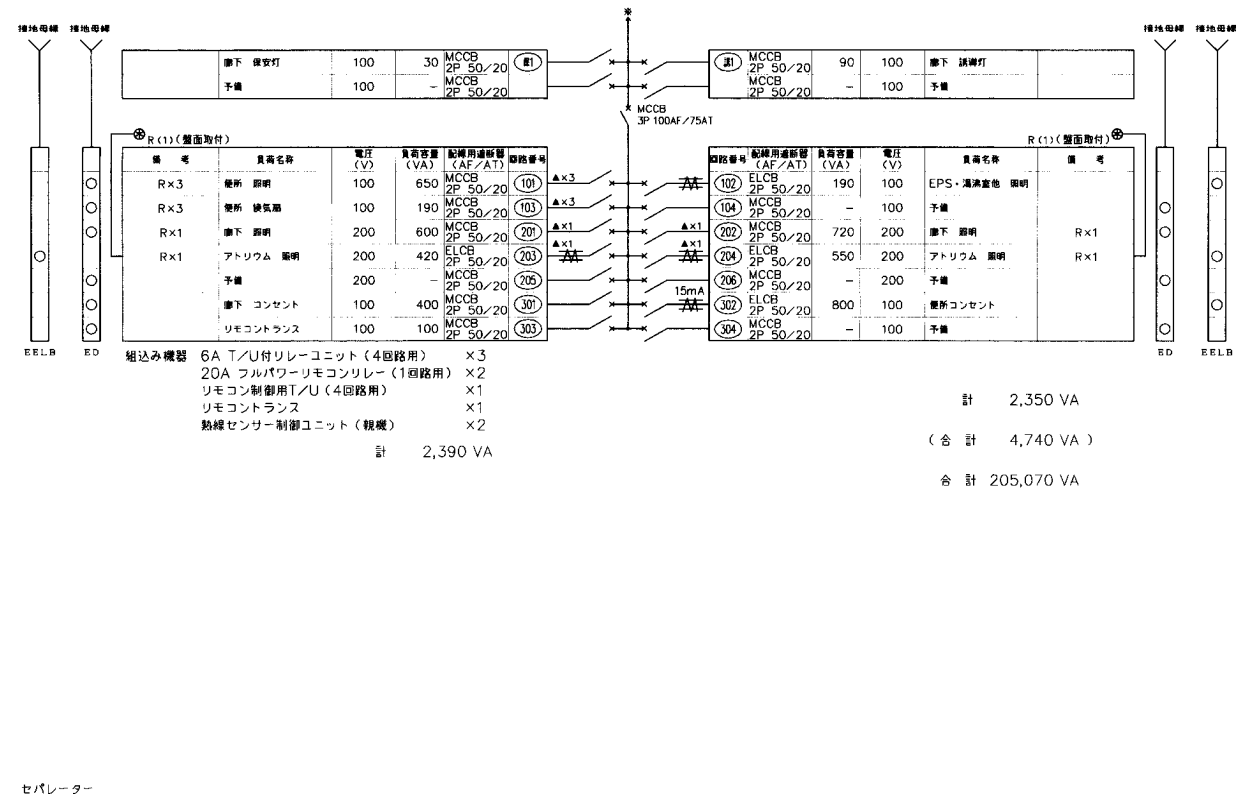 接地母線 接地母線 ※ 接地母線 接地母線
廊下 保安灯 100 30 MCCB 2P 50/20
予備 100 − MCCB 2P 50/20
MCCB 2P 50/20 90 100 廊下 誘導灯
MCCB 2P 50/20 − 100 予備
MCCB
3P 100AF/75AT
R(1)(盤面取付) R(1)(盤面取付)
備 考 負荷名称 電圧(V) 負荷容量(VA) 配線用遮断器(AF/AT) 回路番号
R×3 便所 照明 100 650 MCCB 2P 50/20 101 ▲×3
R×3 便所 換気扇 100 190 MCCB 2P 50/20 103 ▲×3
R×1 廊下 照明 200 600 MCCB 2P 50/20 201 ▲×1
R×1 アトリウム 照明 200 420 ELCB 2P 50/20 203 ▲×1
予備 200 − MCCB 2P 50/20 205
廊下 コンセント 100 400 MCCB 2P 50/20 301
リモコントランス 100 100 MCCB 2P 50/20 303
回路番号 配線用遮断器(AF/AT) 負荷容量(VA) 電圧(V) 負荷名称 備 考
102 ELCB 2P 50/20 190 100 EPS・湯沸室他 照明
104 MCCB 2P 50/20 − 100 予備
▲×1 202 MCCB 2P 50/20 720 200 廊下 照明 R×1
▲×1 204 ELCB 2P 50/20 550 200 アトリウム 照明 R×1
206 MCCB 2P 50/20 − 200 予備
15mA 302 ELCB 2P 50/20 800 100 便所コンセント
304 MCCB 2P 50/20 − 100 予備
EELB ED ED EELB
組込み機器 6A T/U付リレーユニット(4回路用) ×3
20A フルパワーリモコンリレー(1回路用) ×2
リモコン制御用T/U(4回路用) ×1
リモコントランス ×1
熱線センサー制御ユニット(親機) ×2
計 2,390 VA
計 2,350 VA
(合 計 4,740 VA)
合 計 205,070 VA
セパレーター